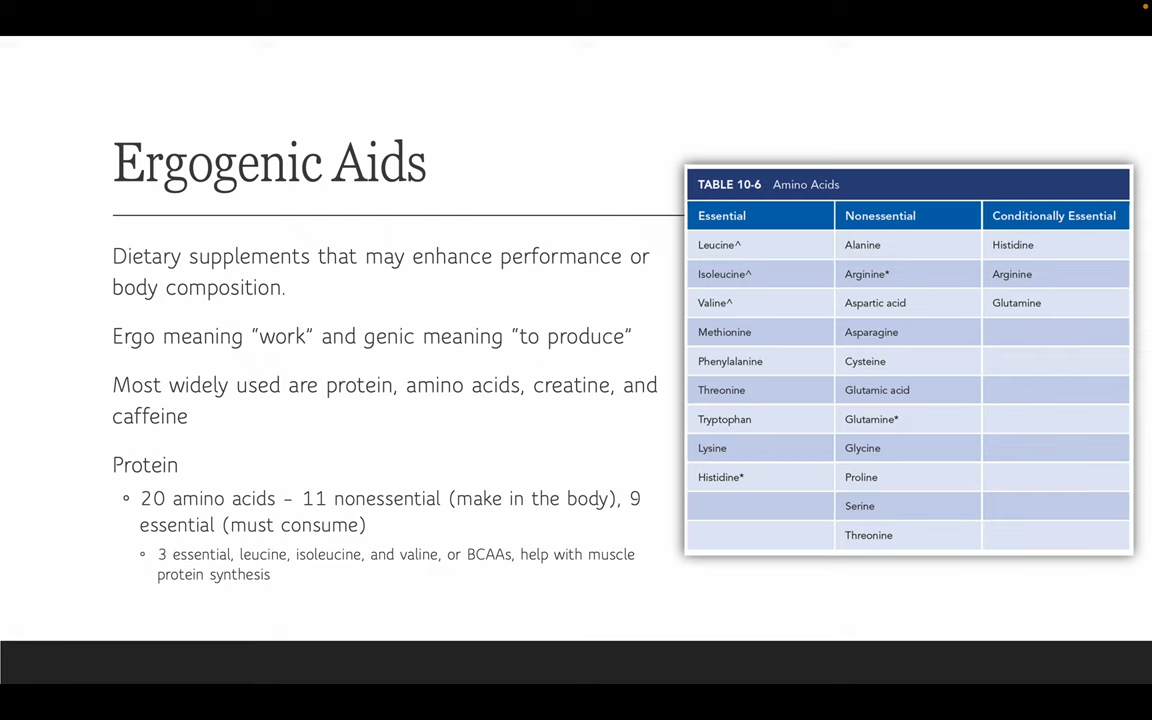 Ergogenic Aids
Dietary supplements that may enhance performance or
body composition.
Ergo meaning "work" and genic meaning "to produce"
Most widely used are protein, amino acids, creatine, and
caffeine
Protein
◦ 20 amino acids – 11 nonessential (make in the body), 9
essential (must consume)
◦ 3 essential, leucine, isoleucine, and valine, or BCAAs, help with muscle
protein synthesis
TABLE 10-6 Amino Acids
Essential Nonessential Conditionally Essential
Leucine^ Alanine Histidine
Isoleucine^ Arginine* Arginine
Valine^ Aspartic acid Glutamine
Methionine Asparagine
Phenylalanine Cysteine
Threonine Glutamic acid
Tryptophan Glutamine*
Lysine Glycine
Histidine* Proline
Serine
Threonine